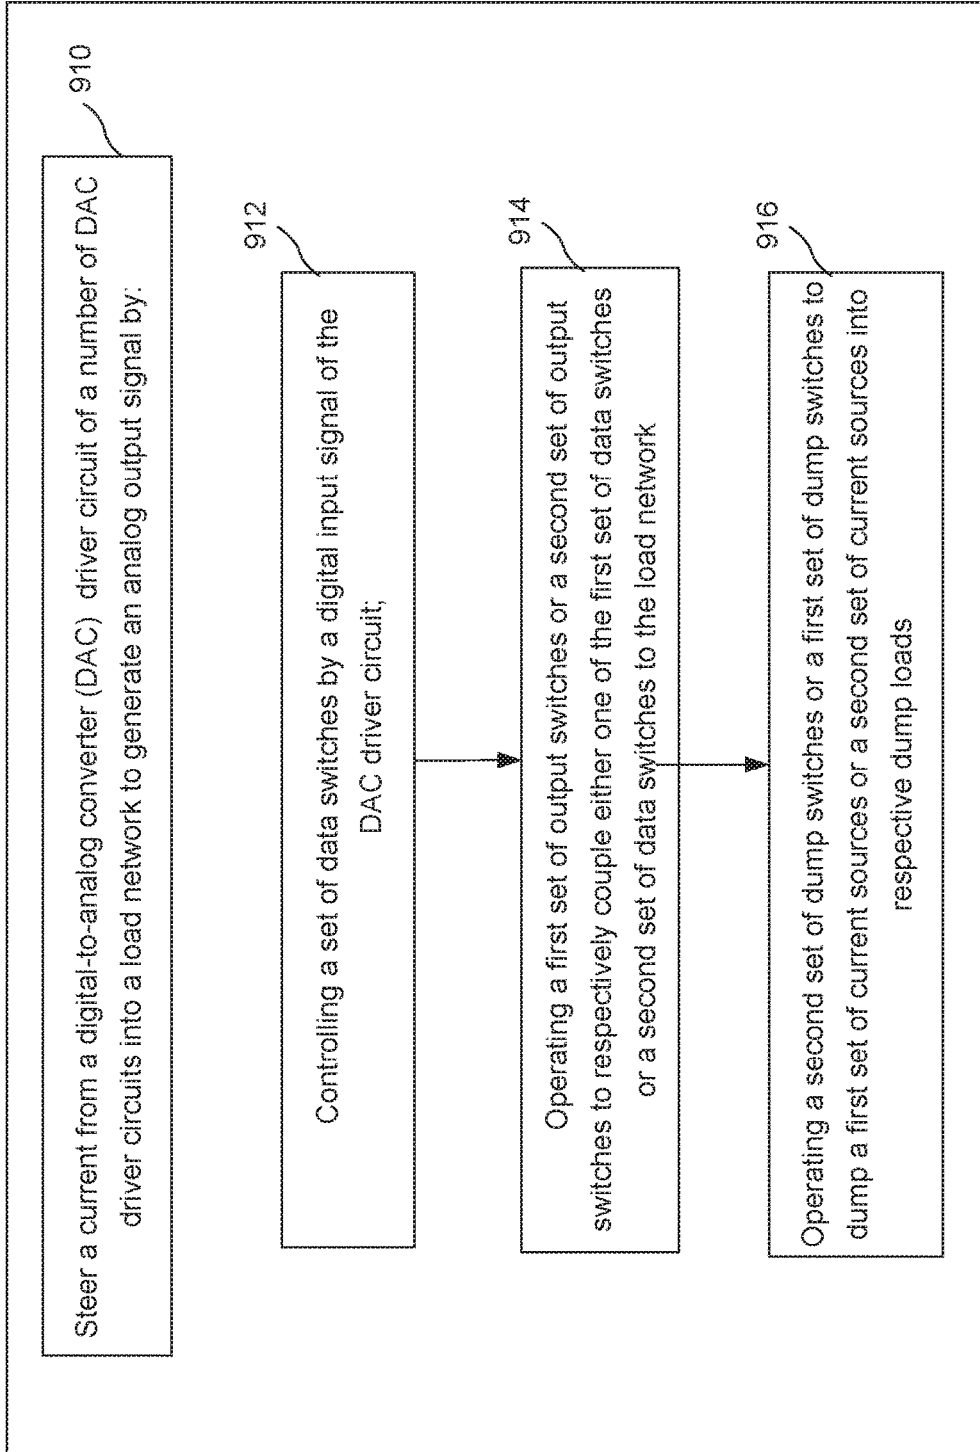 910
Steer a current from a digital-to-analog converter (DAC) driver circuit of a number of DAC
driver circuits into a load network to generate an analog output signal by:
912
Controlling a set of data switches by a digital input signal of the
DAC driver circuit;
914
Operating a first set of output switches or a second set of output
switches to respectively couple either one of the first set of data switches
or a second set of data switches to the load network
916
Operating a second set of dump switches or a first set of dump switches to
dump a first set of current sources or a second set of current sources into
respective dump loads